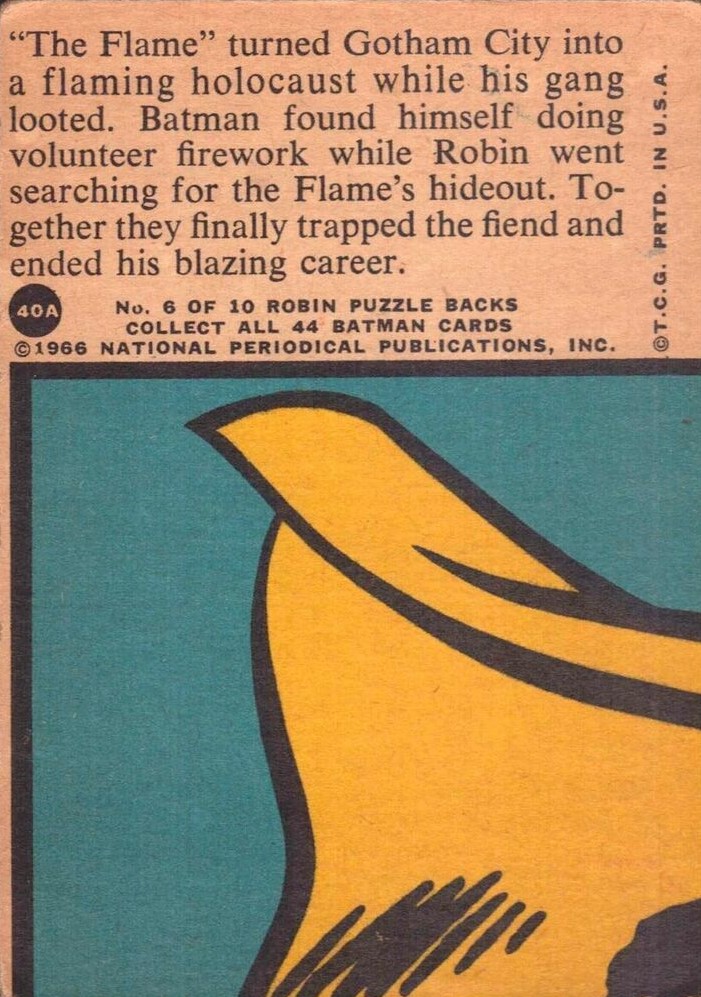 “The Flame” turned Gotham City into
a flaming holocaust while his gang
looted. Batman found himself doing
volunteer firework while Robin went
searching for the Flame’s hideout. To-
gether they finally trapped the fiend and
ended his blazing career.
40A
No. 6 OF 10 ROBIN PUZZLE BACKS
COLLECT ALL 44 BATMAN CARDS
©1966 NATIONAL PERIODICAL PUBLICATIONS, INC.
©T.C.G. PRTD. IN U.S.A.